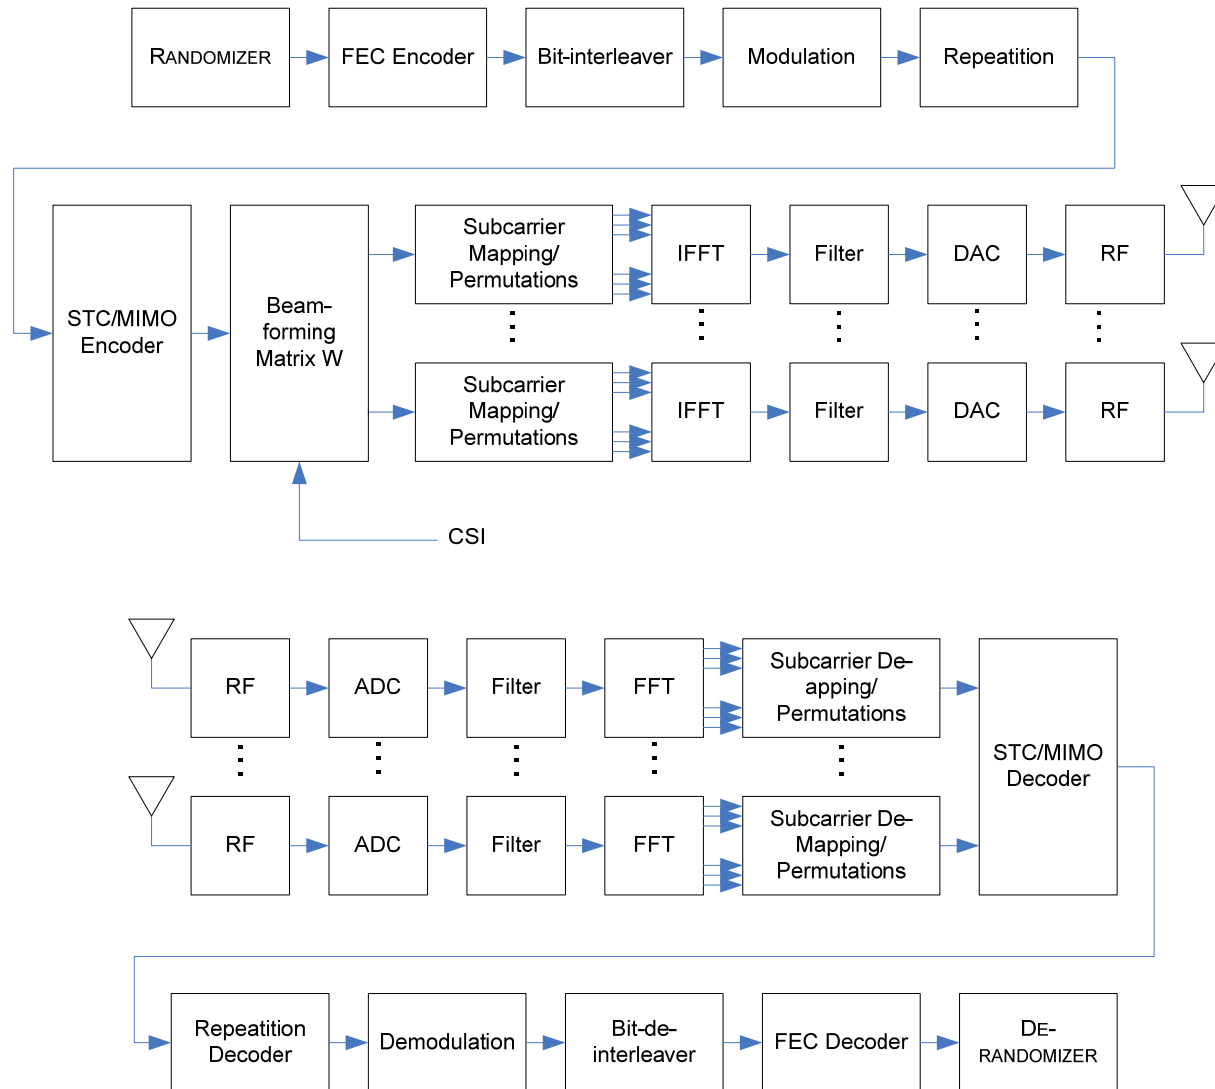 RANDOMIZER
FEC Encoder
Bit-interleaver
Modulation
Repeatition
STC/MIMO
Encoder
Beam-
forming
Matrix W
Subcarrier
Mapping/
Permutations
IFFT
Filter
DAC
RF
Subcarrier
Mapping/
Permutations
IFFT
Filter
DAC
RF
CSI
RF
ADC
Filter
FFT
Subcarrier De-
apping/
Permutations
RF
ADC
Filter
FFT
Subcarrier De-
Mapping/
Permutations
STC/MIMO
Decoder
Repeatition
Decoder
Demodulation
Bit-de-
interleaver
FEC Decoder
DE-
RANDOMIZER